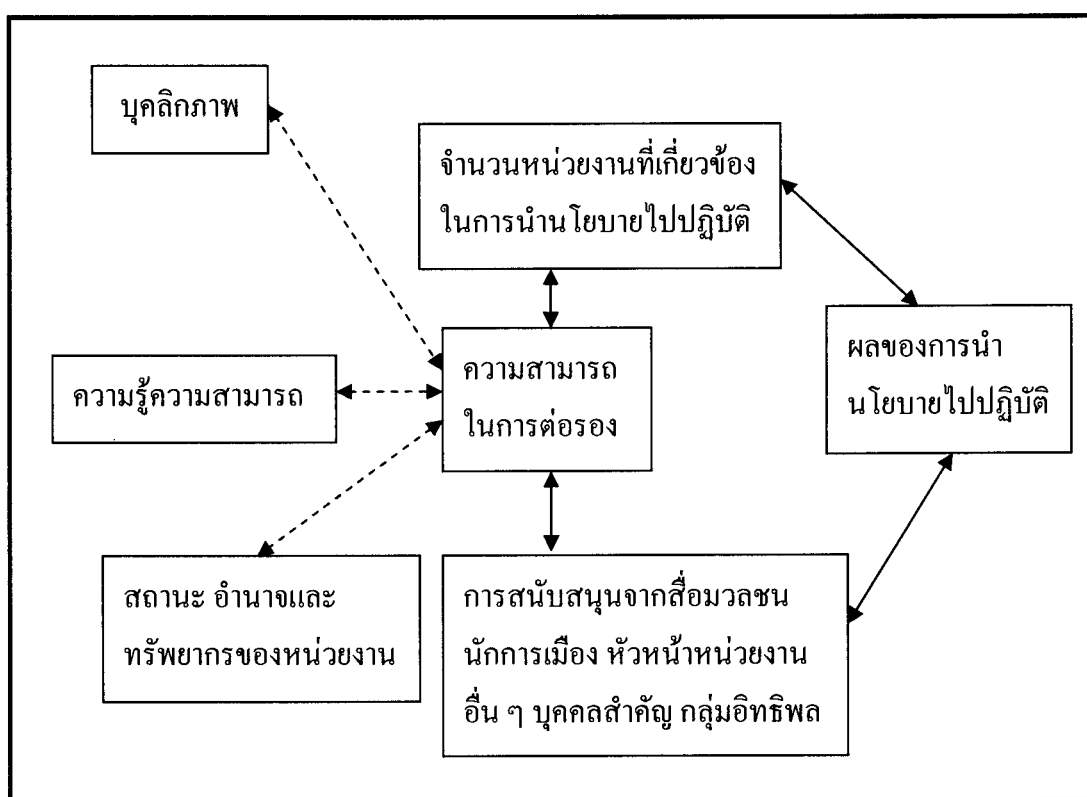 บุคลิกภาพ
จำนวนหน่วยงานที่เกี่ยวข้อง
ในการนำนโยบายไปปฏิบัติ
ความรู้ความสามารถ
ความสามารถ
ในการต่อรอง
ผลของการนำ
นโยบายไปปฏิบัติ
สถานะ อำนาจและ
ทรัพยากรของหน่วยงาน
การสนับสนุนจากสื่อมวลชน
นักการเมือง หัวหน้าหน่วยงาน
อื่น ๆ บุคคลสำคัญ กลุ่มอิทธิพล